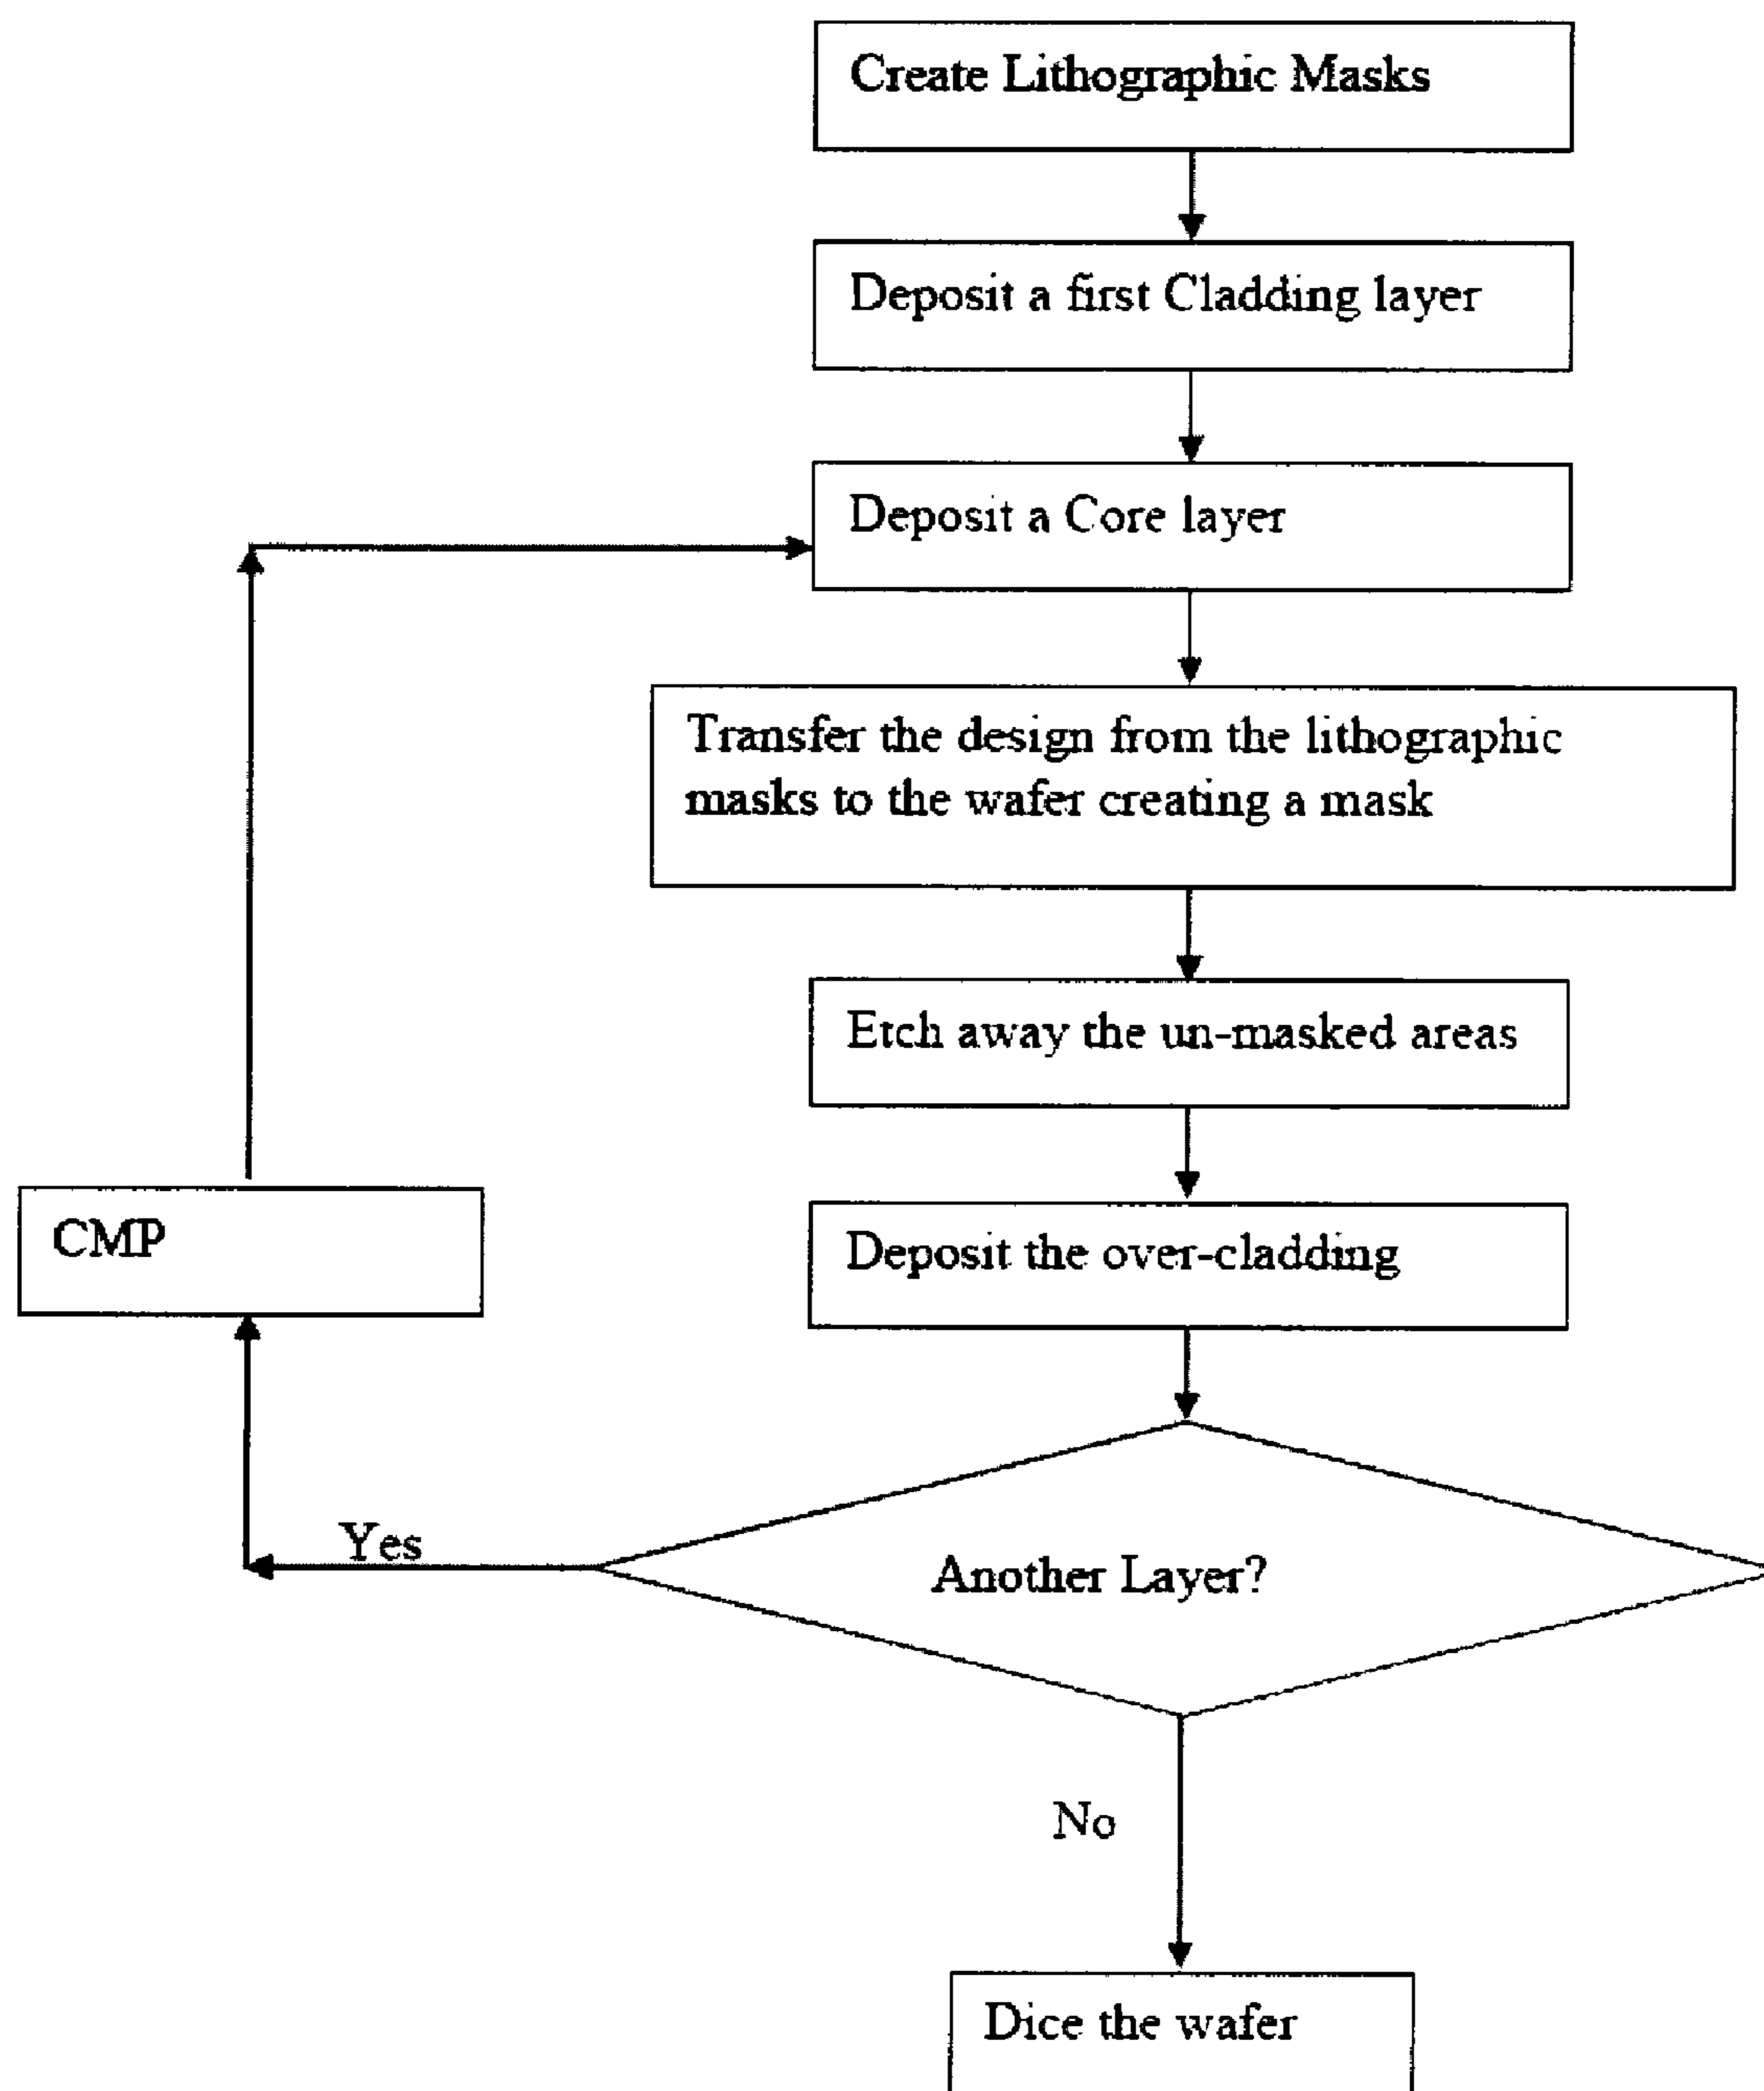 Create Lithographic Masks
Deposit a first Cladding layer
Deposit a Core layer
Transfer the design from the lithographic
masks to the wafer creating a mask
Etch away the un-masked areas
CMP
Deposit the over-cladding
Yes
Another Layer?
No
Dice the wafer